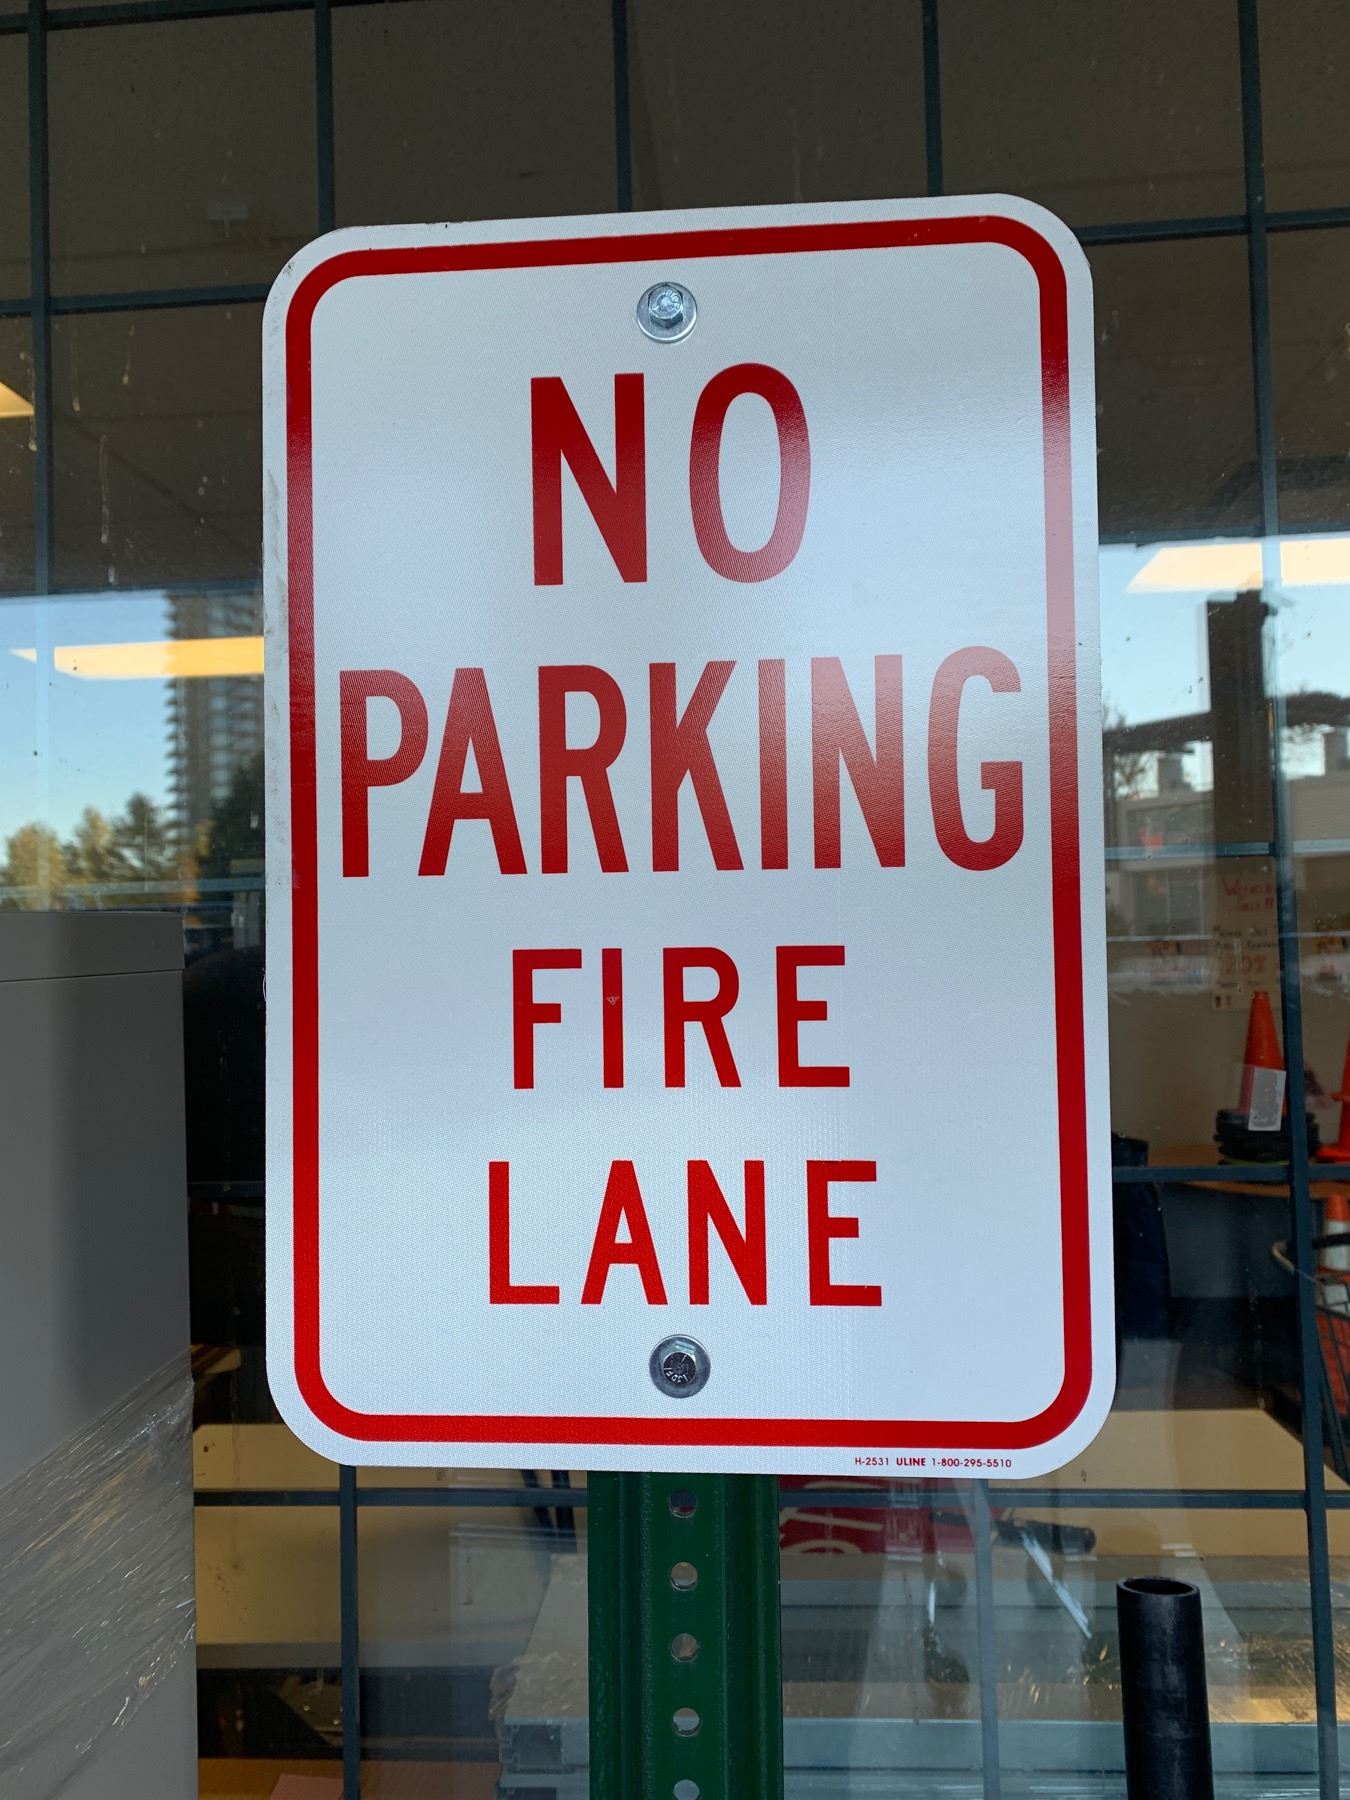 NO
PARKING
FIRE
LANE
H-2531 ULINE 1-800-295-5510